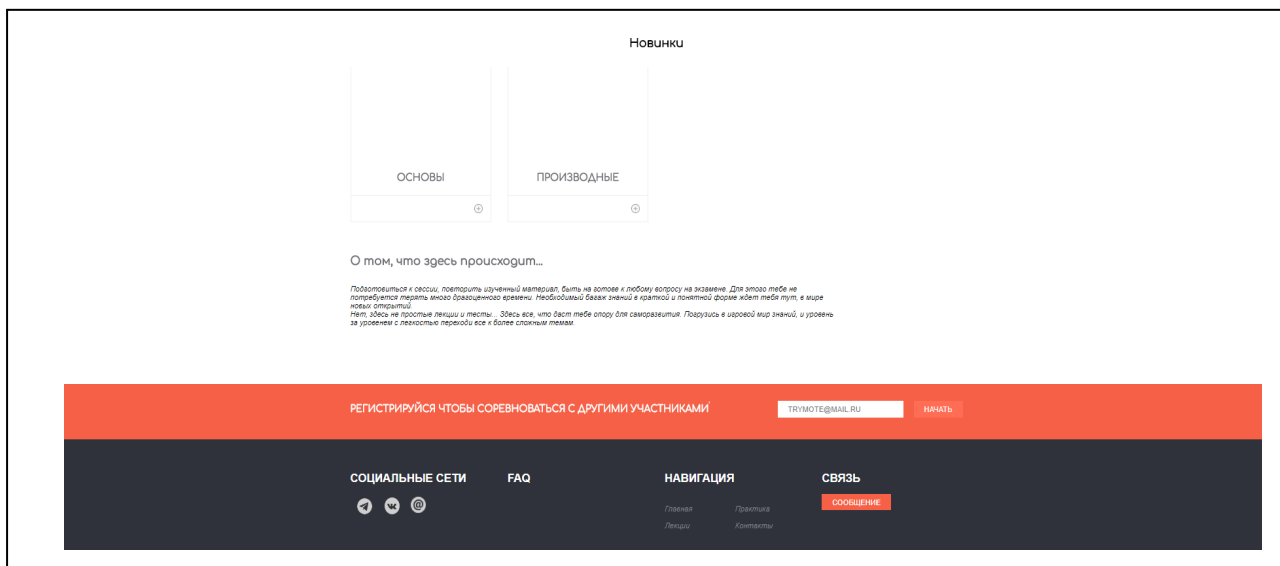 Новинки
ОСНОВЫ
ПРОИЗВОДНЫЕ
О том, что здесь происходит...
Подготовиться к сессии, повторить изученный материал, быть на готове к любому вопросу на экзамене. Для этого тебе не
потребуется терять много драгоценного времени. Необходимый багаж знаний в краткой и понятной форме ждет тебя тут, в мире
новых открытий.
Нет, здесь не простые лекции и тесты... Здесь все, что даст тебе опору для саморазвития. Погрузись в игровой мир знаний, и уровень
за уровенем с легкостью переходи все к более сложным темам.
РЕГИСТРИРУЙСЯ ЧТОБЫ СОРЕВНОВАТЬСЯ С ДРУГИМИ УЧАСТНИКАМИ
TRYMOTE@MAIL.RU
НАЧАТЬ
СОЦИАЛЬНЫЕ СЕТИ
FAQ
НАВИГАЦИЯ
Главная Практика
Лекции Контакты
СВЯЗЬ
СООБЩЕНИЕ